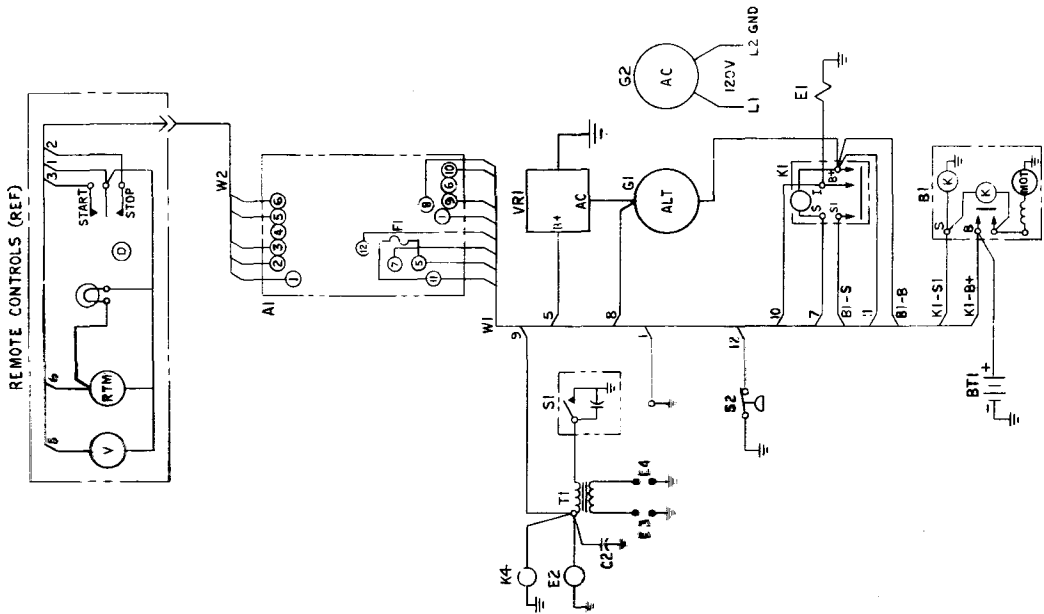 REMOTE CONTROLS (REF)
5
6
3
1
2
START
STOP
D
V
RTM
W2
A1
1
2
3
4
5
6
11
7
5
F1
12
8
1
9
6
10
W1
9
5
8
1
12
10
7
B1-S
11
B1-B
K1-S1
K1-B+
VR1
B+
AC
G1
ALT
G2
AC
120V
L1
L2 GND
K1
S
I
B+
S1
E1
B1
S
K
K
B
MOT
BT1
+
-
S1
T1
E4
E3
C2
K4
E2
S2